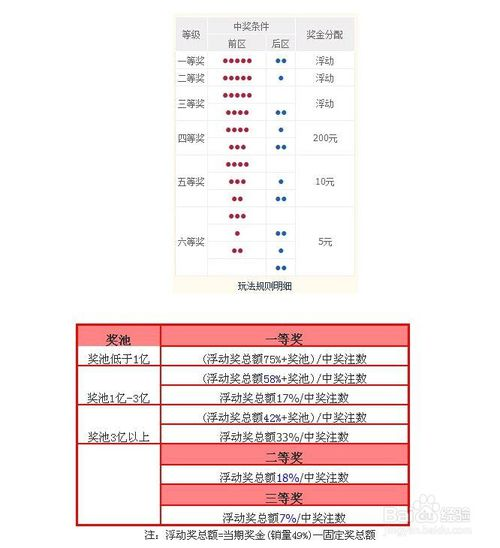 等级 中奖条件 奖金分配
前区 后区
一等奖 ●●●●● ●● 浮动
二等奖 ●●●●● ● 浮动
三等奖 ●●●●● 浮动
●●●● ●●
四等奖 ●●●● ● 200元
●●● ●●
五等奖 ●●●● 10元
●●● ●
●● ●●
六等奖 ●●● 5元
● ●●
●● ●
●●
玩法规则明细
奖池 一等奖
奖池低于1亿 (浮动奖总额75%+奖池)/中奖注数
奖池1亿-3亿 (浮动奖总额58%+奖池)/中奖注数
浮动奖总额17%/中奖注数
奖池3亿以上 (浮动奖总额42%+奖池)/中奖注数
浮动奖总额33%/中奖注数
二等奖
浮动奖总额18%/中奖注数
三等奖
浮动奖总额7%/中奖注数
注：浮动奖总额=当期奖金(销量49%)—固定奖总额
Bai 经验
jingyan.baidu.com